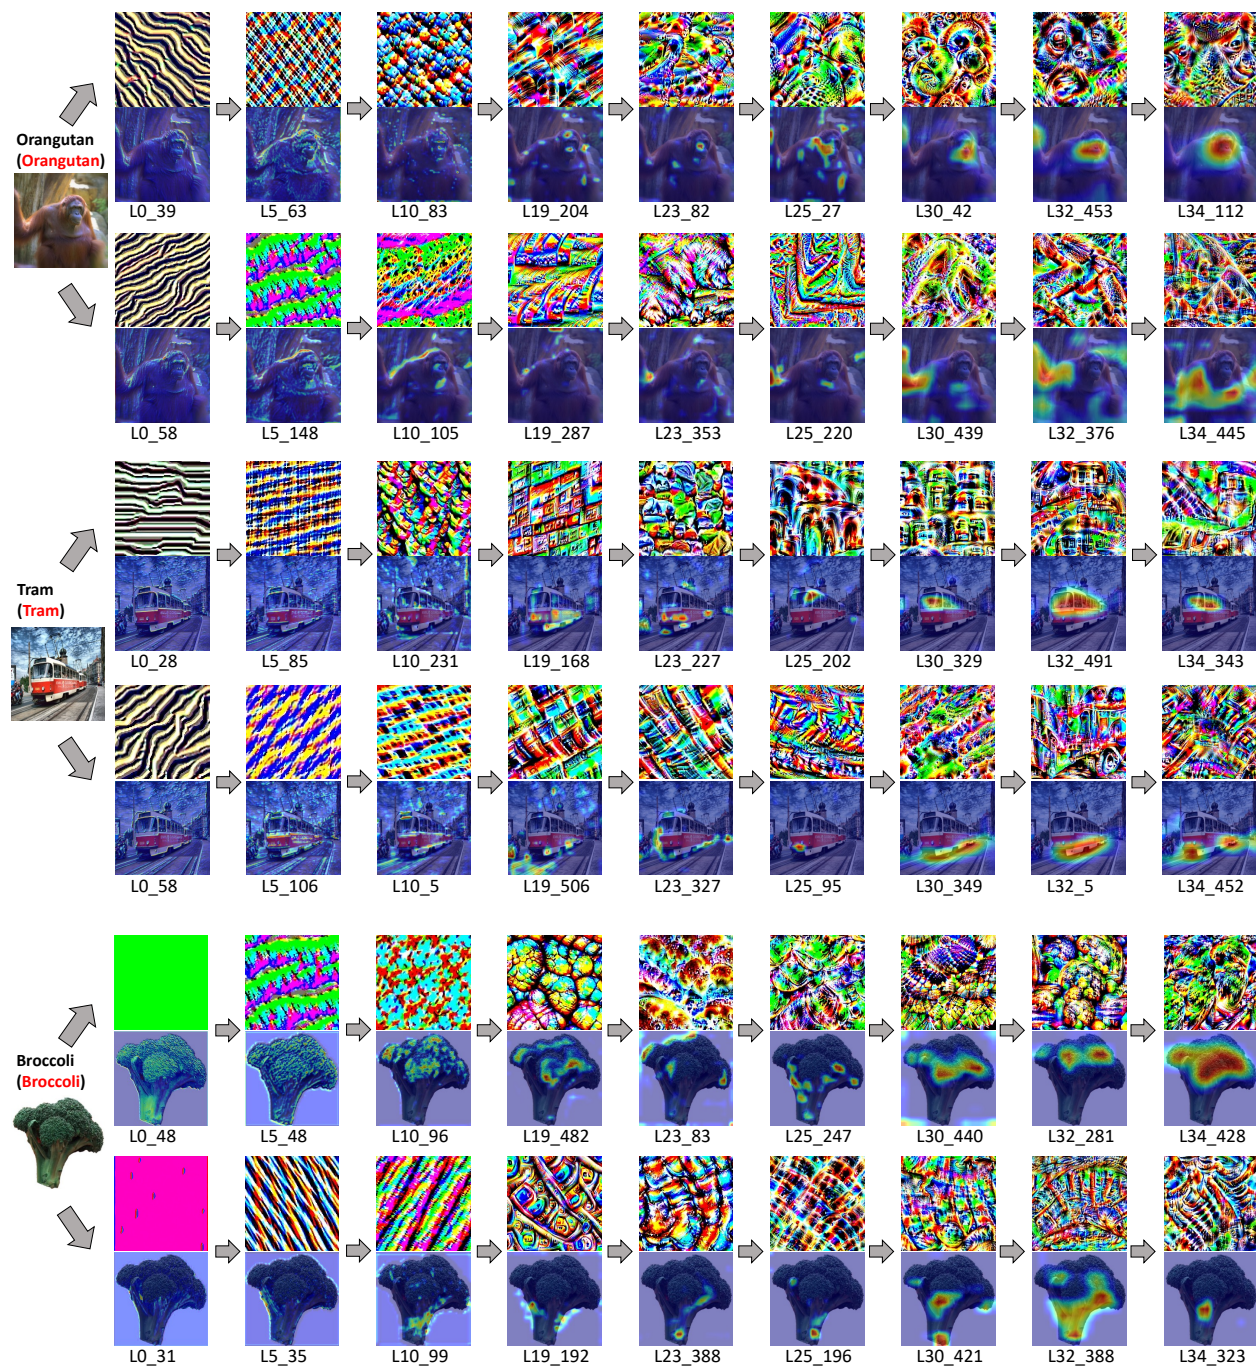 Orangutan
(Orangutan)
L0_39 L5_63 L10_83 L19_204 L23_82 L25_27 L30_42 L32_453 L34_112
L0_58 L5_148 L10_105 L19_287 L23_353 L25_220 L30_439 L32_376 L34_445
Tram
(Tram)
L0_28 L5_85 L10_231 L19_168 L23_227 L25_202 L30_329 L32_491 L34_343
L0_58 L5_106 L10_5 L19_506 L23_327 L25_95 L30_349 L32_5 L34_452
Broccoli
(Broccoli)
L0_48 L5_48 L10_96 L19_482 L23_83 L25_247 L30_440 L32_281 L34_428
L0_31 L5_35 L10_99 L19_192 L23_388 L25_196 L30_421 L32_388 L34_323